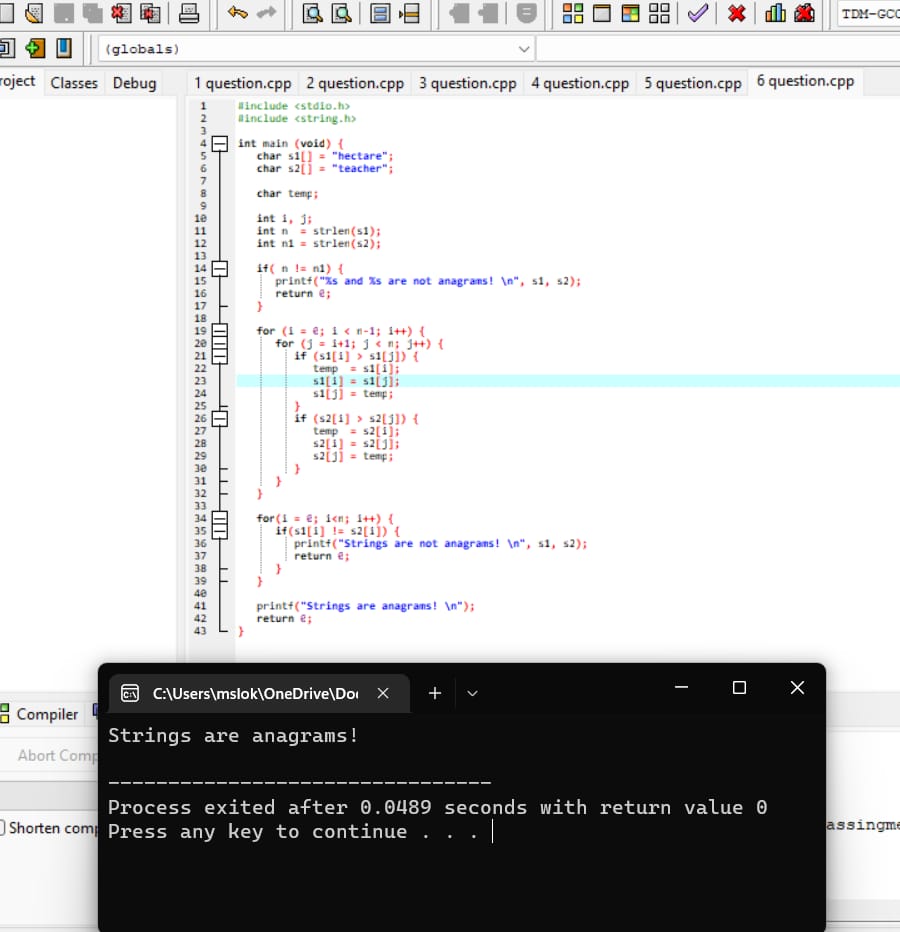 TDM-GCC
(globals)
roject Classes Debug 1 question.cpp 2 question.cpp 3 question.cpp 4 question.cpp 5 question.cpp 6 question.cpp
1 #include <stdio.h>
2 #include <string.h>
3
4 int main (void) {
5 char s1[] = "hectare";
6 char s2[] = "teacher";
7
8 char temp;
9
10 int i, j;
11 int n  = strlen(s1);
12 int n1 = strlen(s2);
13
14 if( n != n1) {
15 printf("%s and %s are not anagrams! \n", s1, s2);
16 return 0;
17 }
18
19 for (i = 0; i < n-1; i++) {
20 for (j = i+1; j < n; j++) {
21 if (s1[i] > s1[j]) {
22 temp  = s1[i];
23 s1[i] = s1[j];
24 s1[j] = temp;
25 }
26 if (s2[i] > s2[j]) {
27 temp  = s2[i];
28 s2[i] = s2[j];
29 s2[j] = temp;
30 }
31 }
32 }
33
34 for(i = 0; i<n; i++) {
35 if(s1[i] != s2[i]) {
36 printf("Strings are not anagrams! \n", s1, s2);
37 return 0;
38 }
39 }
40
41 printf("Strings are anagrams! \n");
42 return 0;
43 }
C:\Users\mslok\OneDrive\Doc
Compiler
Strings are anagrams!
Abort Comp
--------------------------------
Process exited after 0.0489 seconds with return value 0
Shorten comp
Press any key to continue . . .
assingme